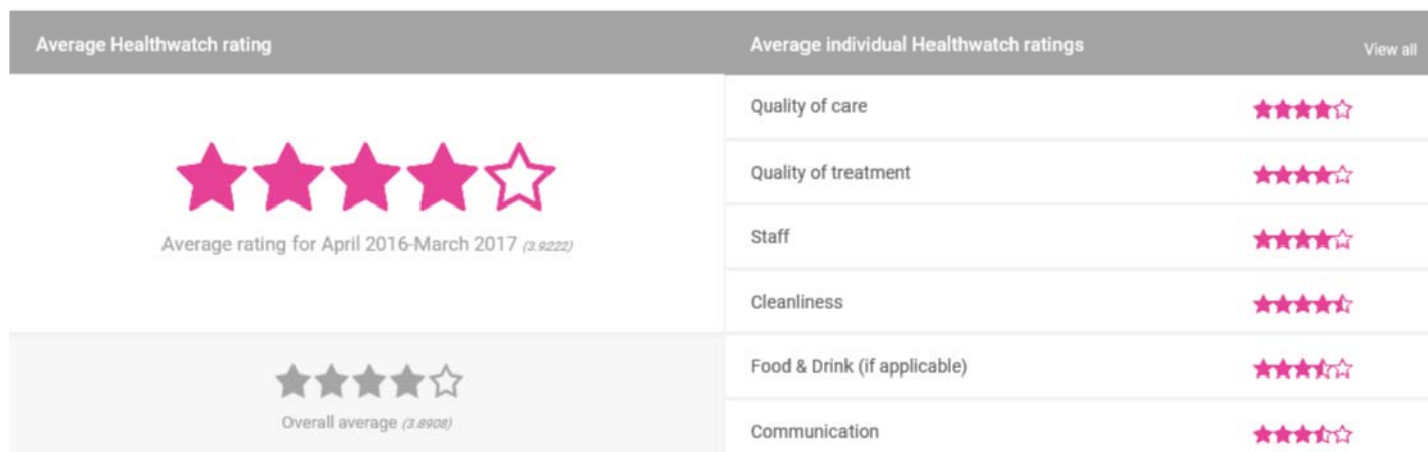 Average Healthwatch rating
Average rating for April 2016-March 2017 (3.9222)
Overall average (3.8908)
Average individual Healthwatch ratings View all
Quality of care
Quality of treatment
Staff
Cleanliness
Food & Drink (if applicable)
Communication